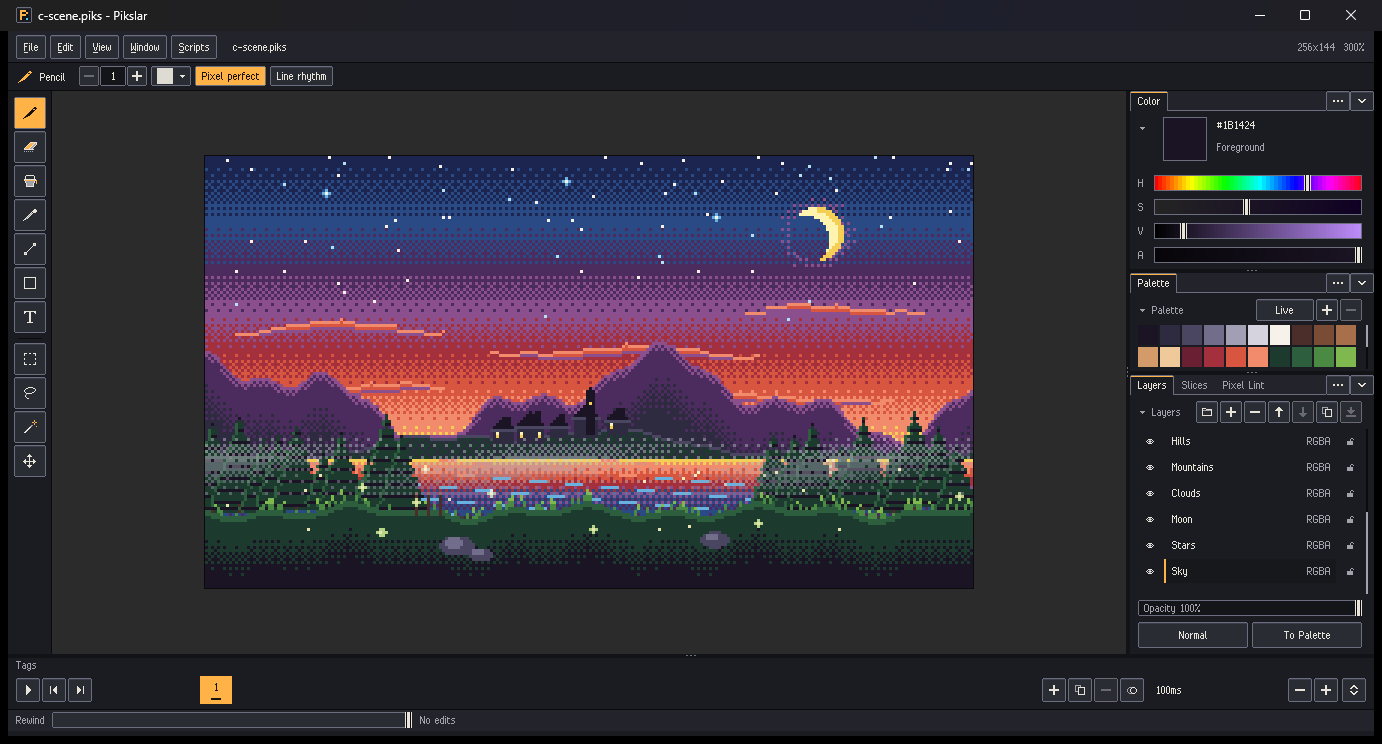 c-scene.piks - Pikslar
File Edit View Window Scripts c-scene.piks 256x144 300%
Pencil 1 Pixel perfect Line rhythm
Color
#1B1424
Foreground
H
S
V
A
Palette
Palette Live
T
Layers Slices Pixel Lint
Layers
Hills RGBA
Mountains RGBA
Clouds RGBA
Moon RGBA
Stars RGBA
Sky RGBA
Opacity 100%
Normal To Palette
Tags
1 100ms
Rewind No edits